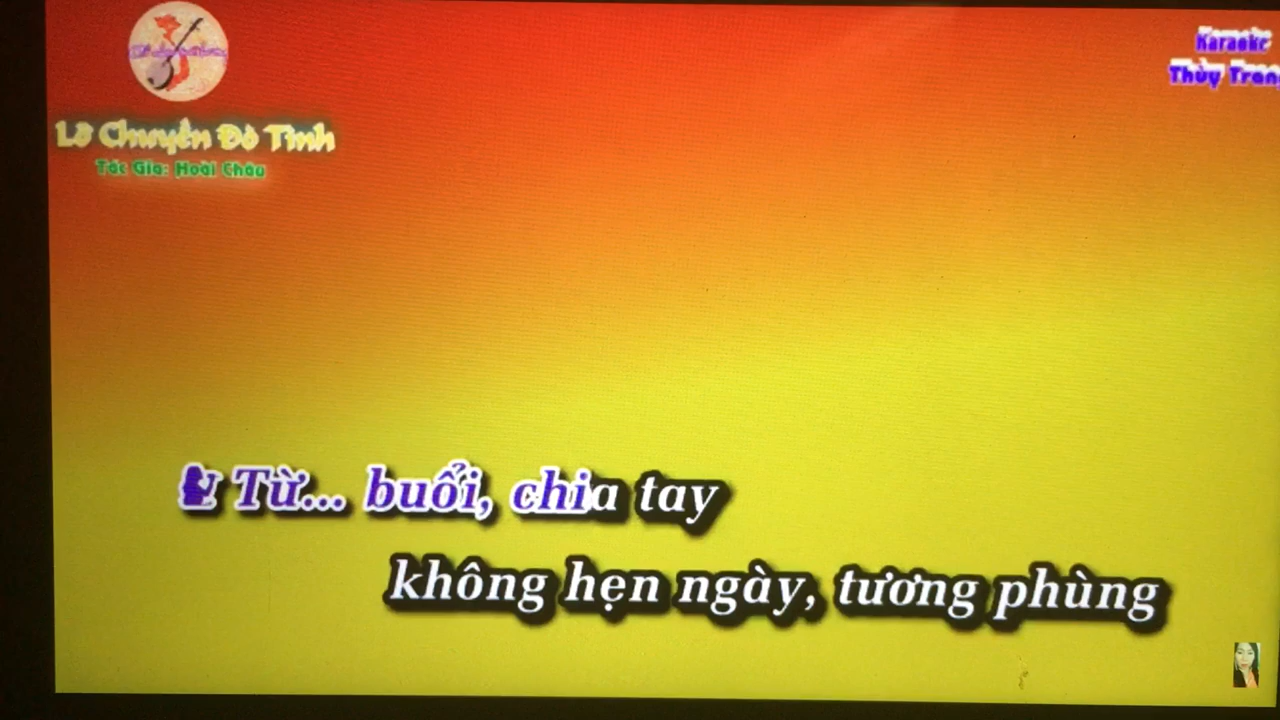 Lỡ Chuyến Đò Tình
Tác Gỉa: Hoài Châu
Karaoke
Thùy Trang
Từ... buổi, chia tay
không hẹn ngày, tương phùng